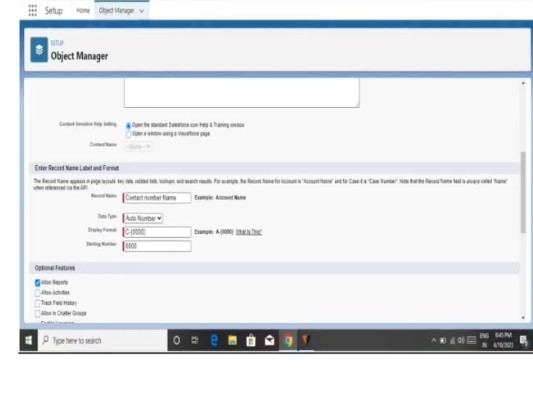 Setup Home Object Manager
SETUP
Object Manager
Context-Sensitive Help Setting
Open the standard Salesforce.com Help & Training window
Open a window using a Visualforce page
Content Name --None--
Enter Record Name Label and Format
The Record Name appears in page layouts, key lists, related lists, lookups, and search results. For example, the Record Name for Account is "Account Name" and for Case it is "Case Number". Note that the Record Name field is always called "Name"
when referenced via the API.
Record Name Contact number Name Example: Account Name
Data Type Auto Number
Display Format C-{0000} Example: A-{0000} What Is This?
Starting Number 0000
Optional Features
Allow Reports
Allow Activities
Track Field History
Allow in Chatter Groups
Type here to search
ENG 8:45 PM
IN 4/10/2023